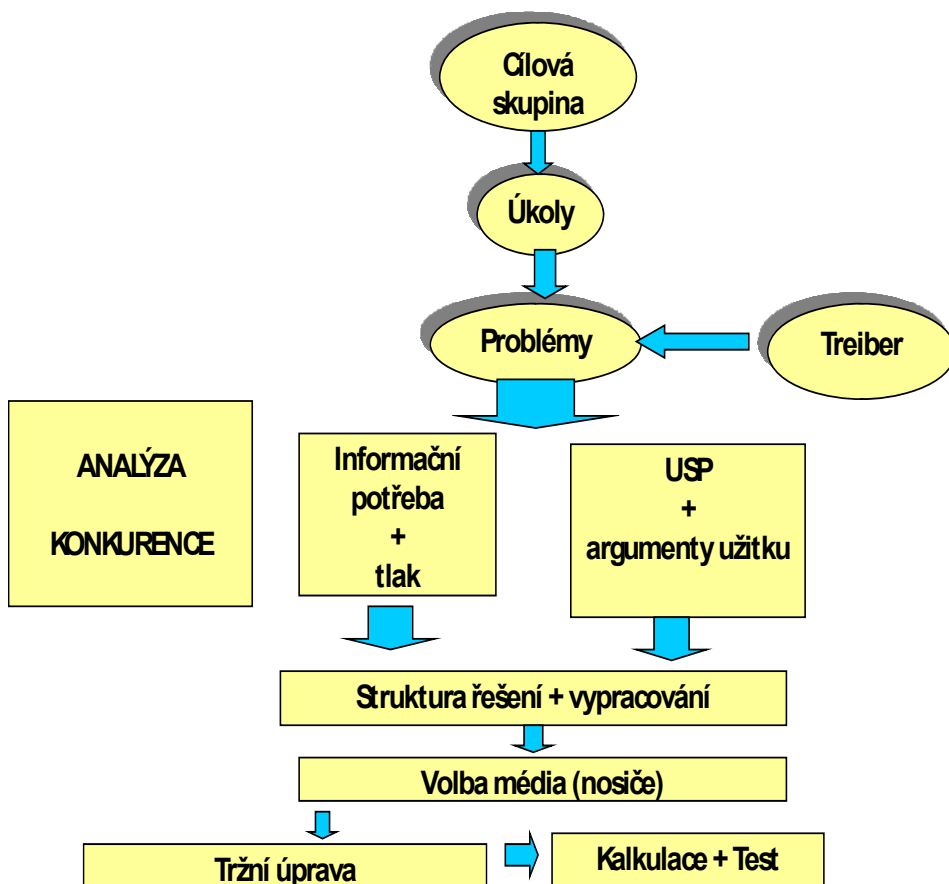 Cílová
skupina
Úkoly
Problémy
Treiber
ANALÝZA
KONKURENCE
Informační
potřeba
+
tlak
USP
+
argumenty užitku
Struktura řešení + vypracování
Volba média (nosiče)
Tržní úprava
Kalkulace + Test